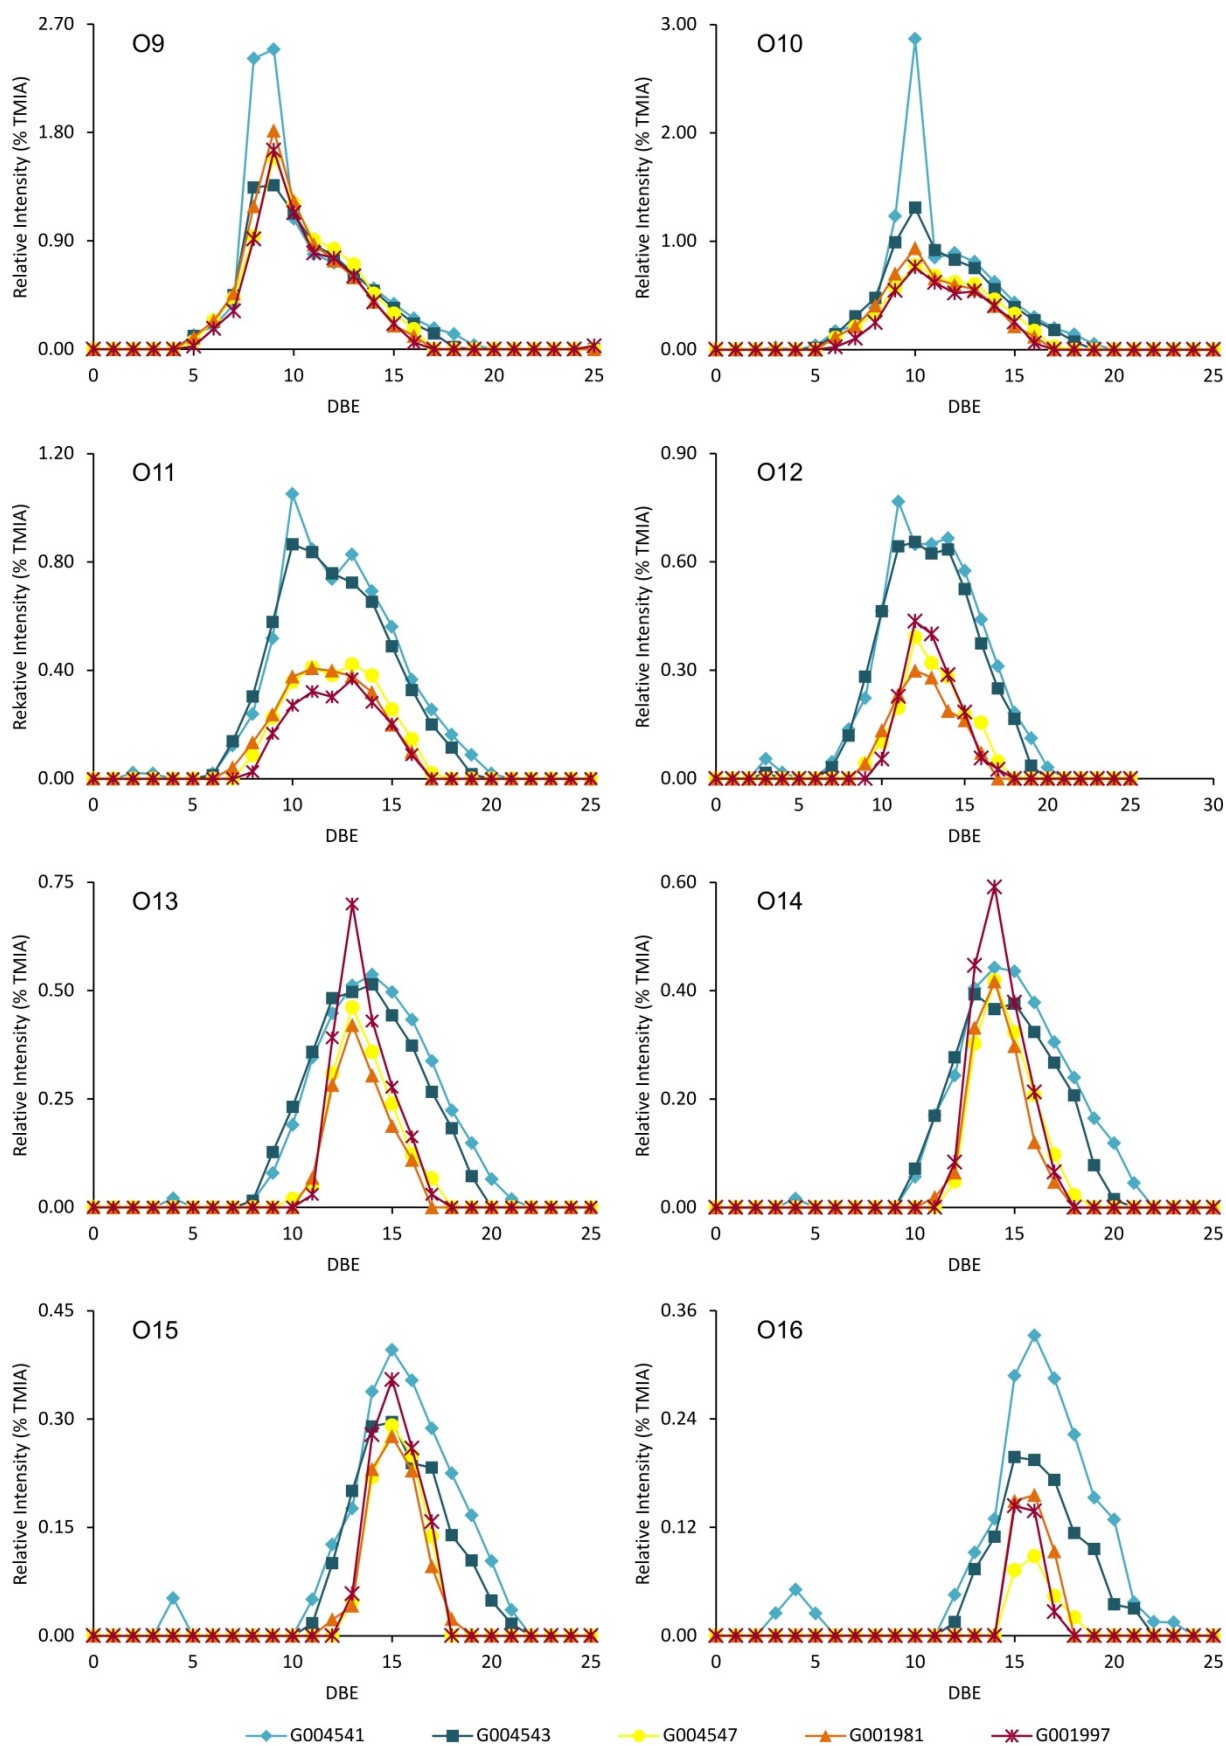 O9
Relative Intensity (% TMIA)
2.70
1.80
0.90
0.00
0 5 10 15 20 25
DBE
O10
Relative Intensity (% TMIA)
3.00
2.00
1.00
0.00
0 5 10 15 20 25
DBE
O11
Rekative Intensity (% TMIA)
1.20
0.80
0.40
0.00
0 5 10 15 20 25
DBE
O12
Relative Intensity (% TMIA)
0.90
0.60
0.30
0.00
0 5 10 15 20 25 30
DBE
O13
Relative Intensity (% TMIA)
0.75
0.50
0.25
0.00
0 5 10 15 20 25
DBE
O14
Relative Intensity (% TMIA)
0.60
0.40
0.20
0.00
0 5 10 15 20 25
DBE
O15
Relative Intensity (% TMIA)
0.45
0.30
0.15
0.00
0 5 10 15 20 25
DBE
O16
Relative Intensity (% TMIA)
0.36
0.24
0.12
0.00
0 5 10 15 20 25
DBE
G004541 G004543 G004547 G001981 G001997